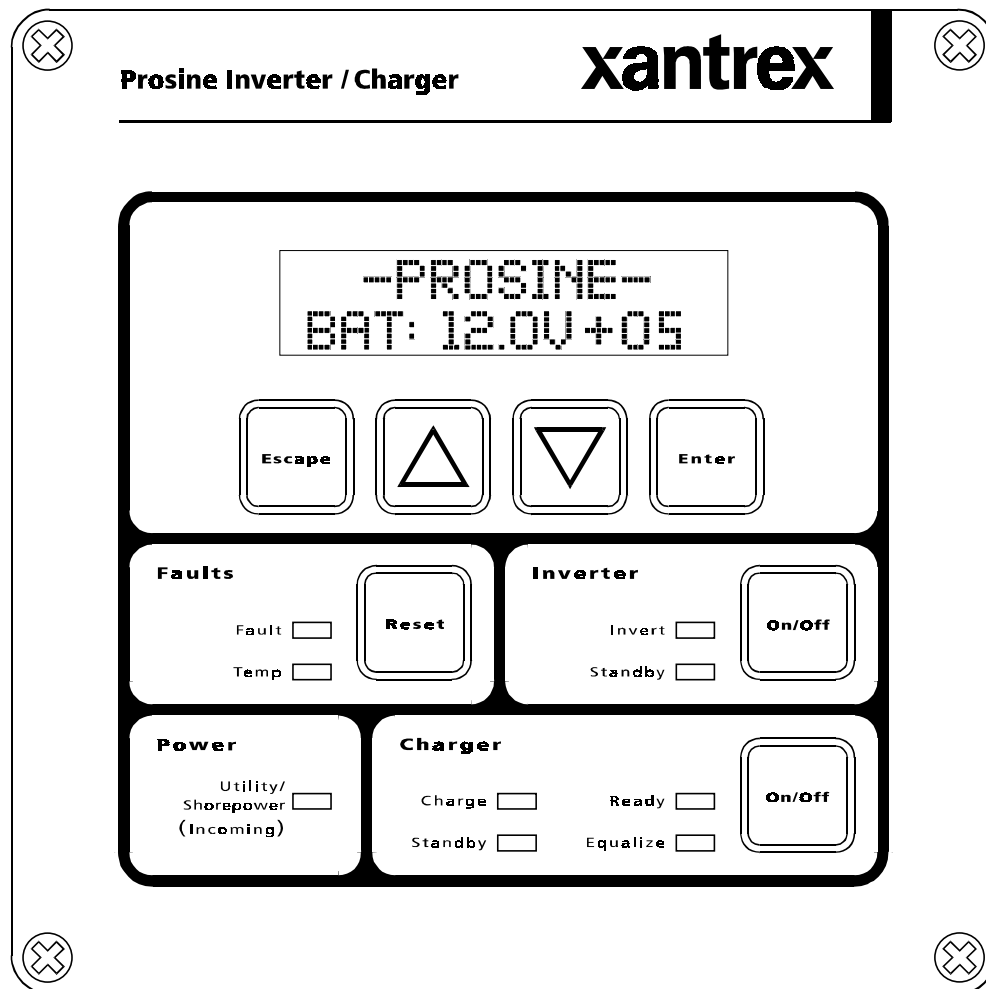 Prosine Inverter / Charger
xantrex
-PROSINE-
BAT: 12.0V+05
Escape
Enter
Faults
Fault
Temp
Reset
Inverter
Invert
Standby
On/Off
Power
Utility/
Shorepower
(Incoming)
Charger
Charge
Standby
Ready
Equalize
On/Off